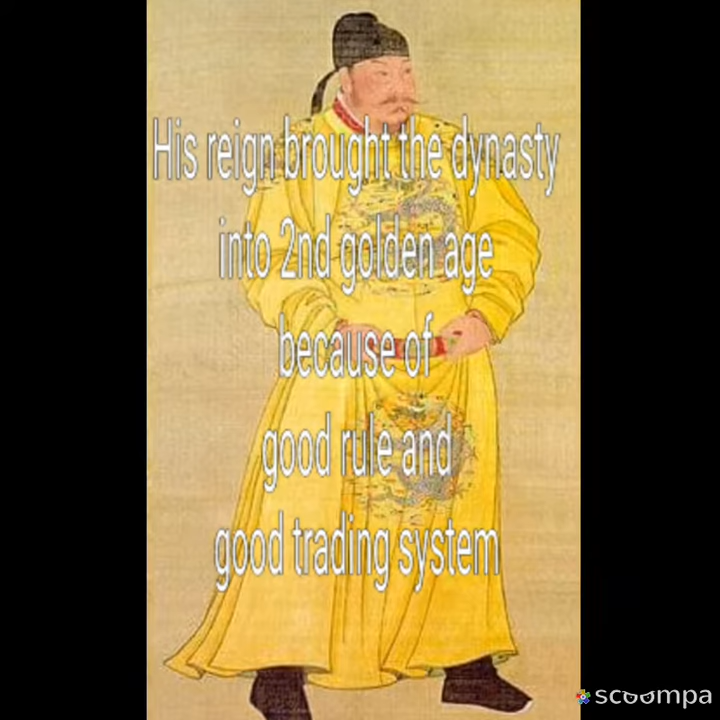 His reign brought the dynasty
into 2nd golden age
because of
good rule and
good trading system
scoompa